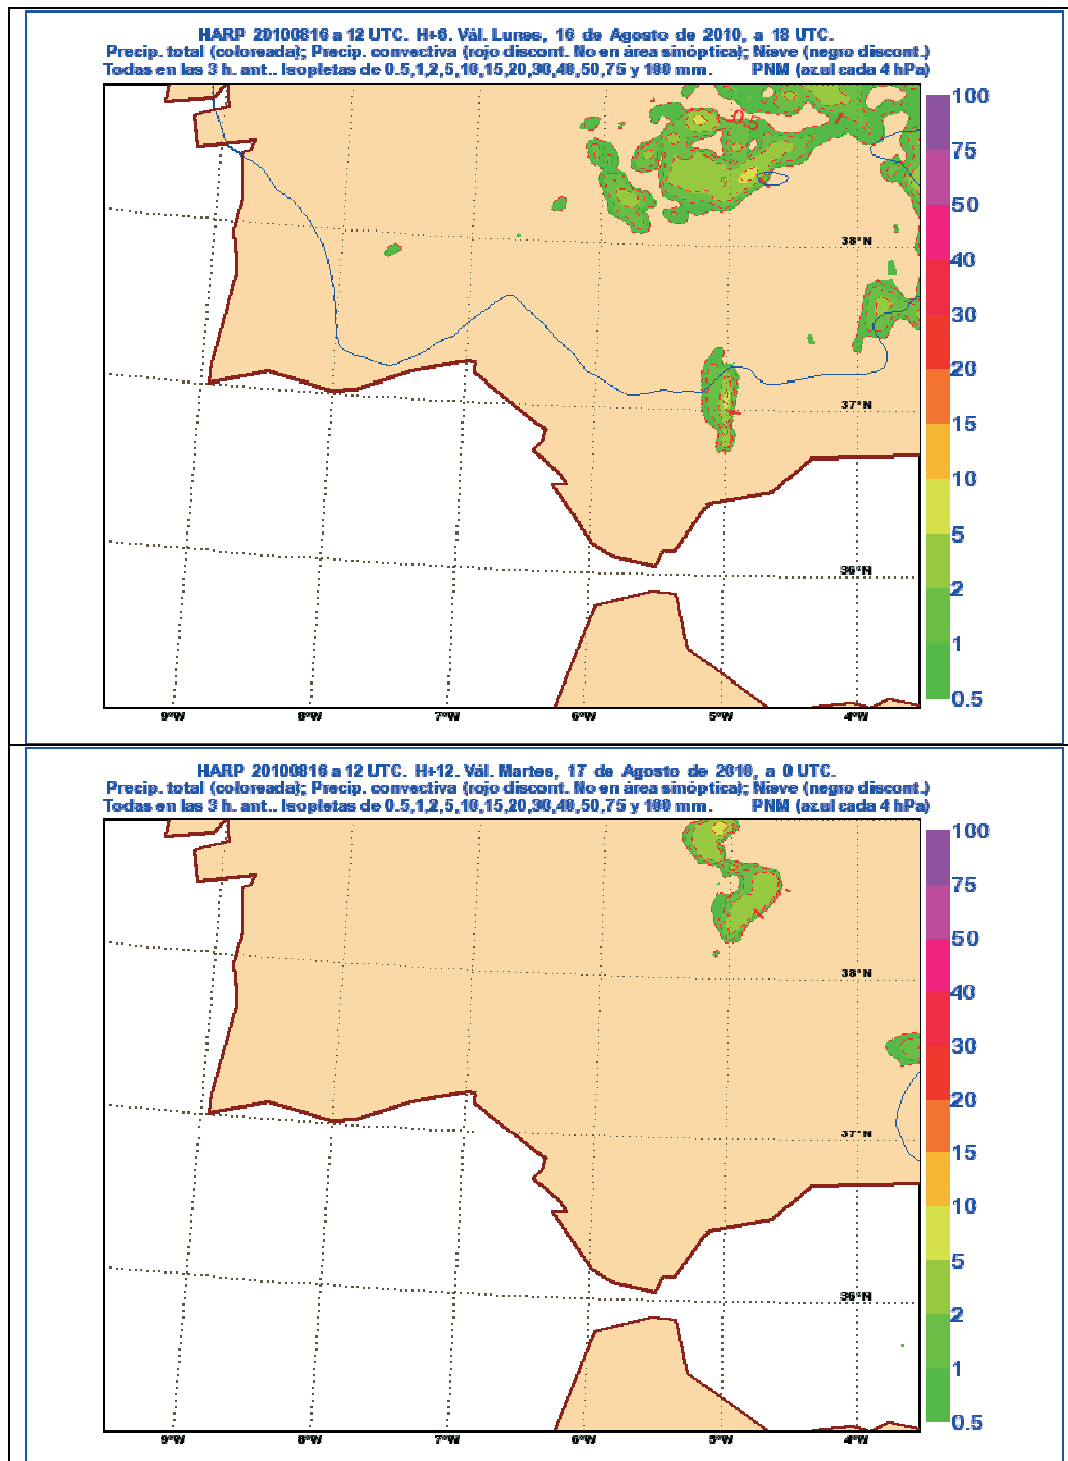 HARP 20100816 a 12 UTC. H+6. Vál. Lunes, 16 de Agosto de 2010, a 18 UTC.
Precip. total (coloreada); Precip. convectiva (rojo discont. No en área sinóptica); Nieve (negro discont.)
Todas en las 3 h. ant.. Isopletas de 0.5,1,2,5,10,15,20,30,40,50,75 y 100 mm. PNM (azul cada 4 hPa)
100
75
50
40
30
20
15
10
5
2
1
0.5
0.5
38°N
37°N
36°N
9°W 8°W 7°W 6°W 5°W 4°W
HARP 20100816 a 12 UTC. H+12. Vál. Martes, 17 de Agosto de 2010, a 0 UTC.
Precip. total (coloreada); Precip. convectiva (rojo discont. No en área sinóptica); Nieve (negro discont.)
Todas en las 3 h. ant.. Isopletas de 0.5,1,2,5,10,15,20,30,40,50,75 y 100 mm. PNM (azul cada 4 hPa)
100
75
50
40
30
20
15
10
5
2
1
0.5
38°N
37°N
36°N
9°W 8°W 7°W 6°W 5°W 4°W